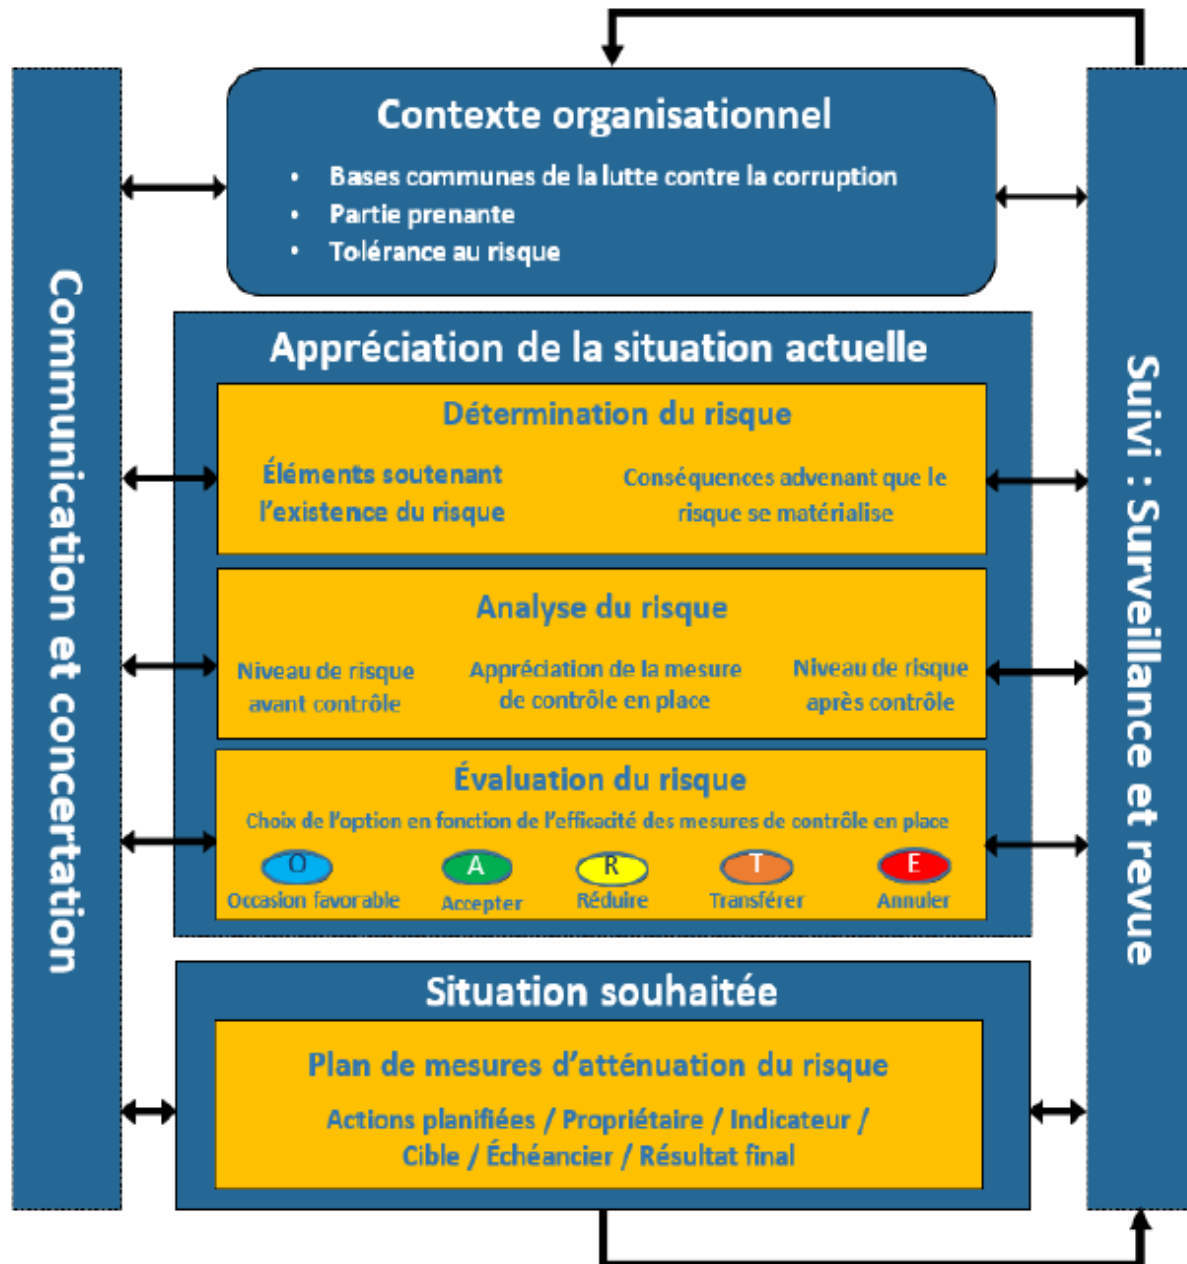 Communication et concertation
Contexte organisationnel
• Bases communes de la lutte contre la corruption
• Partie prenante
• Tolérance au risque
Appréciation de la situation actuelle
Détermination du risque
Éléments soutenant
l'existence du risque
Conséquences advenant que le
risque se matérialise
Analyse du risque
Niveau de risque
avant contrôle
Appréciation de la mesure
de contrôle en place
Niveau de risque
après contrôle
Évaluation du risque
Choix de l'option en fonction de l'efficacité des mesures de contrôle en place
O
Occasion favorable
A
Accepter
R
Réduire
T
Transférer
E
Annuler
Situation souhaitée
Plan de mesures d'atténuation du risque
Actions planifiées / Propriétaire / Indicateur /
Cible / Échéancier / Résultat final
Suivi : Surveillance et revue